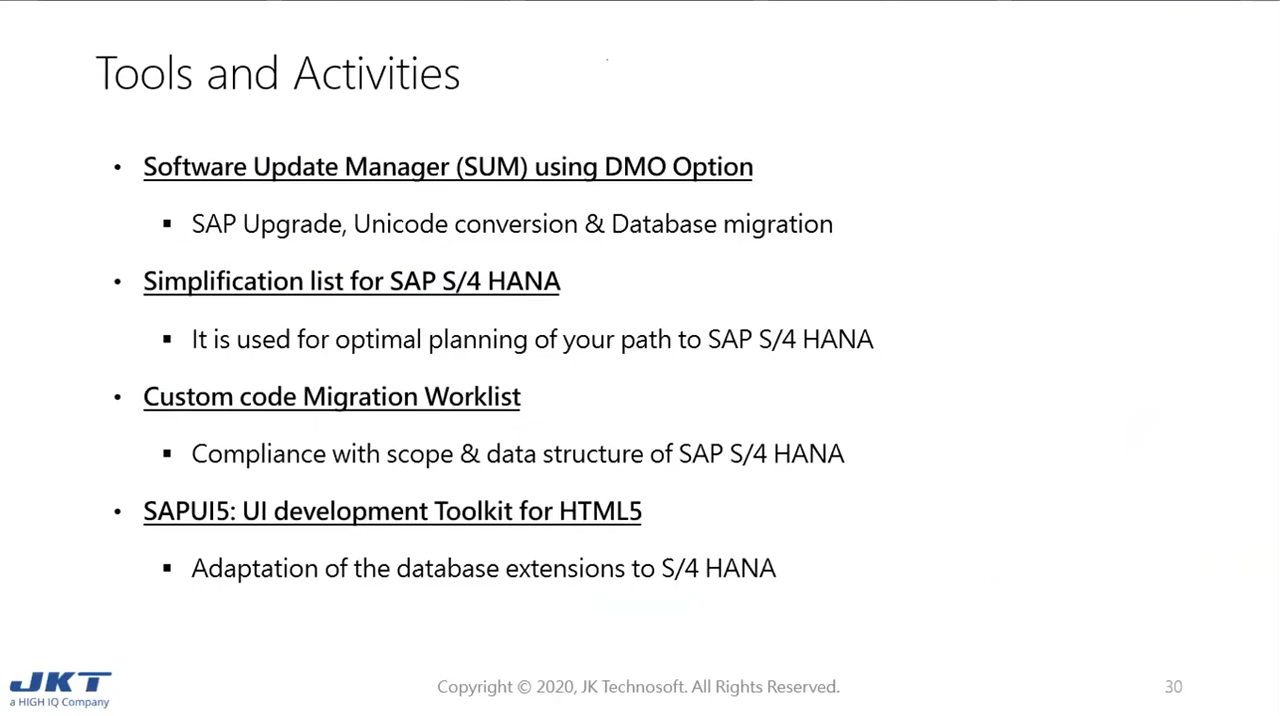 Tools and Activities
• Software Update Manager (SUM) using DMO Option
▪ SAP Upgrade, Unicode conversion & Database migration
• Simplification list for SAP S/4 HANA
▪ It is used for optimal planning of your path to SAP S/4 HANA
• Custom code Migration Worklist
▪ Compliance with scope & data structure of SAP S/4 HANA
• SAPUI5: UI development Toolkit for HTML5
▪ Adaptation of the database extensions to S/4 HANA
JKT
a HIGH IQ Company
Copyright © 2020, JK Technosoft. All Rights Reserved.
30